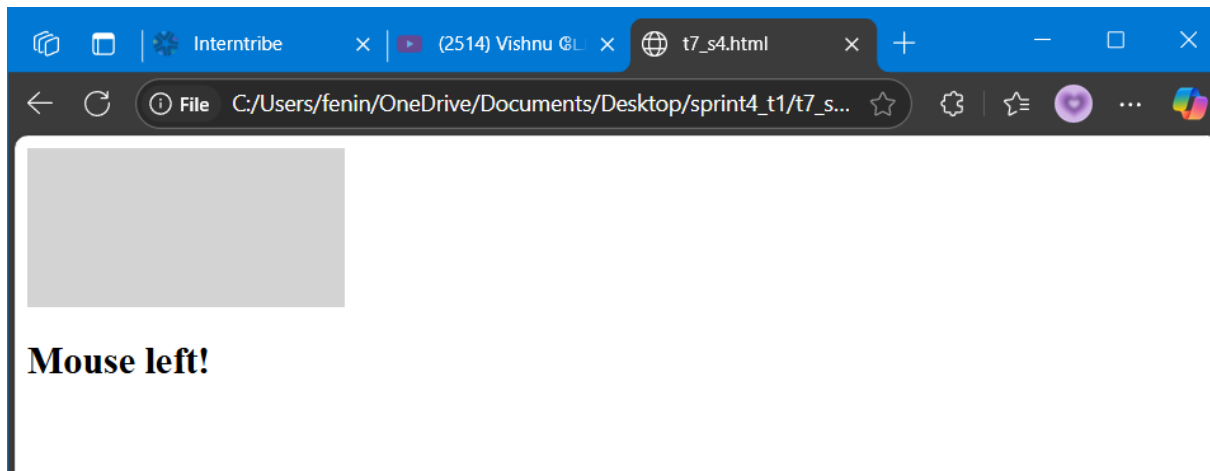 Interntribe
(2514) Vishnu
t7_s4.html
File C:/Users/fenin/OneDrive/Documents/Desktop/sprint4_t1/t7_s...
Mouse left!